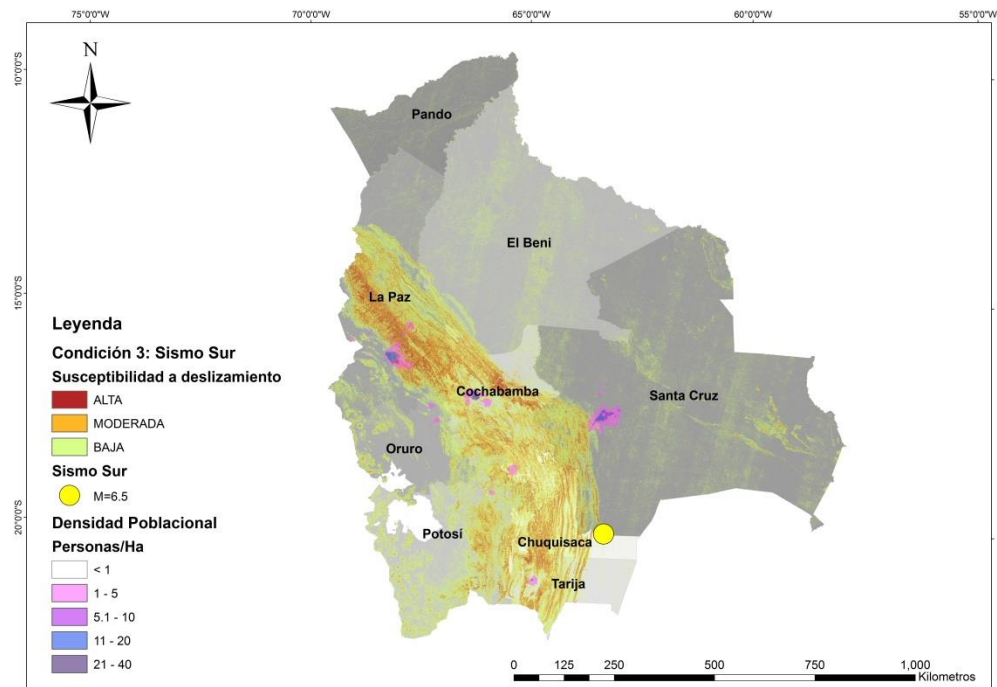 75°0'0"W 70°0'0"W 65°0'0"W 60°0'0"W 55°0'0"W
N
10°0'0"S
15°0'0"S
20°0'0"S
Pando
El Beni
La Paz
Cochabamba
Santa Cruz
Oruro
Potosí
Chuquisaca
Tarija
Leyenda
Condición 3: Sismo Sur
Susceptibilidad a deslizamiento
ALTA
MODERADA
BAJA
Sismo Sur
M=6.5
Densidad Poblacional
Personas/Ha
< 1
1 - 5
5.1 - 10
11 - 20
21 - 40
0 125 250 500 750 1,000
Kilometros